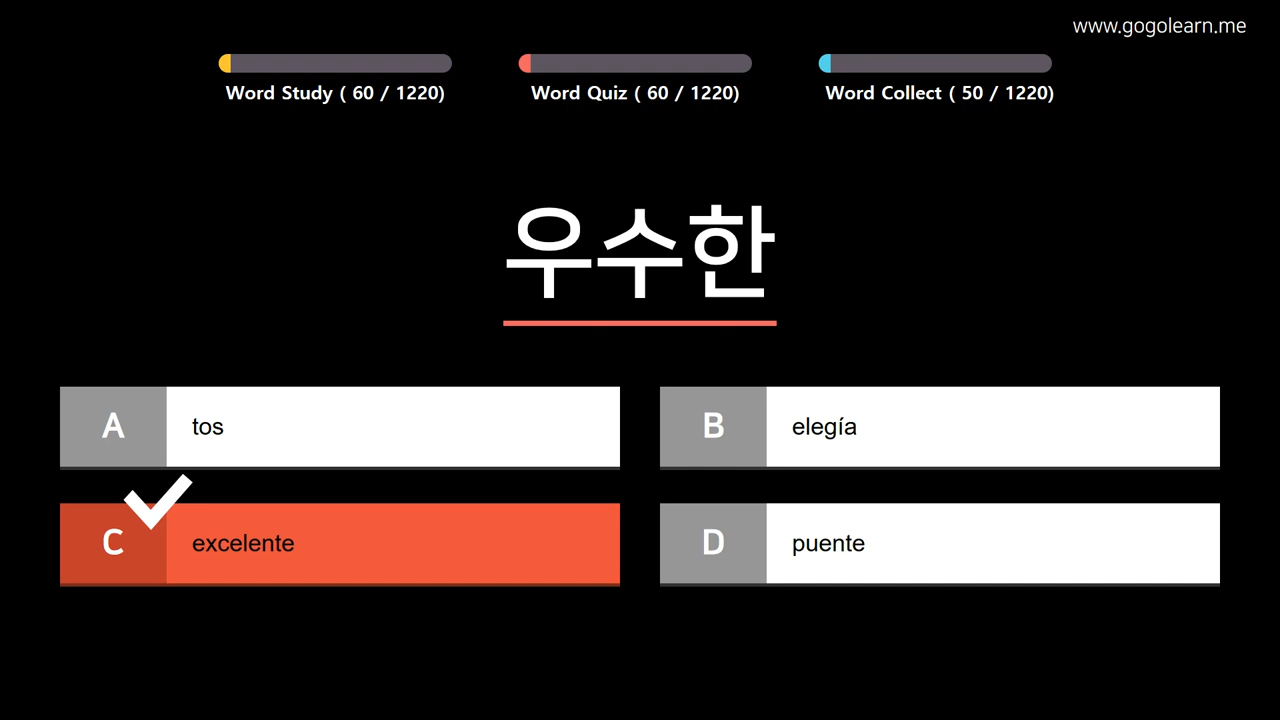 www.gogolearn.me
Word Study ( 60 / 1220)
Word Quiz ( 60 / 1220)
Word Collect ( 50 / 1220)
우수한
A tos
B elegía
C excelente
D puente